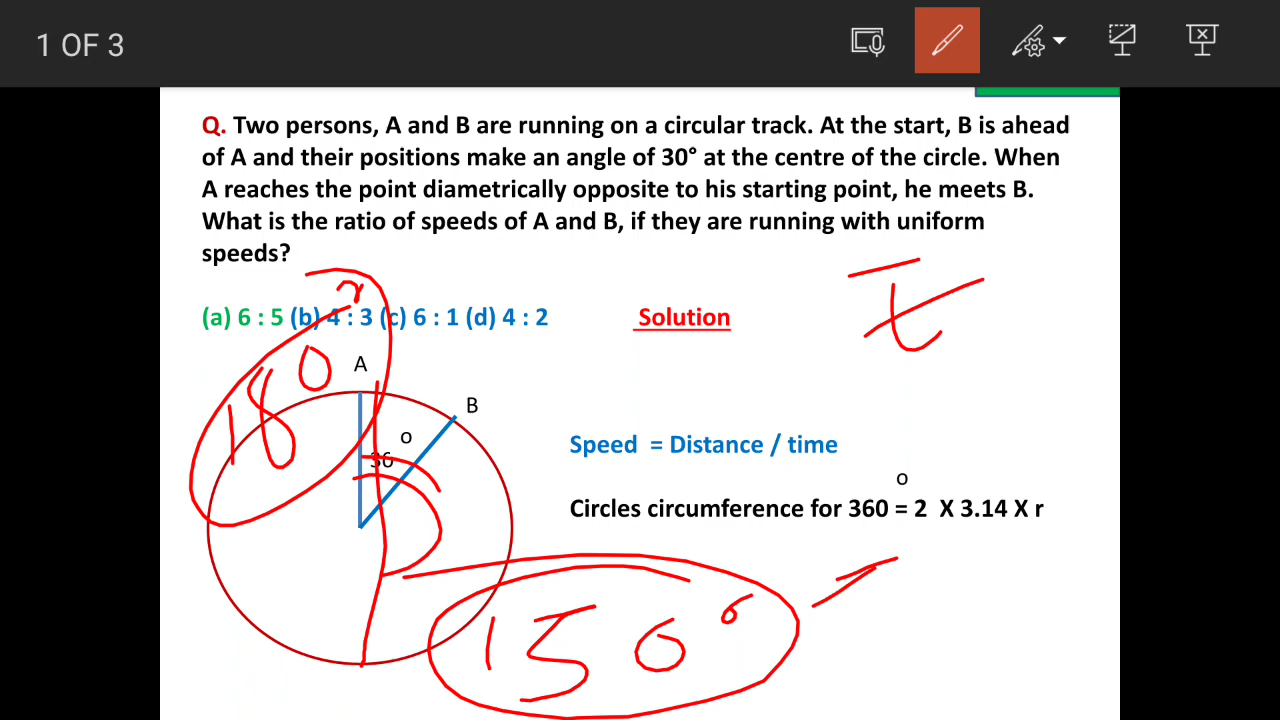 1 OF 3
Q. Two persons, A and B are running on a circular track. At the start, B is ahead
of A and their positions make an angle of 30° at the centre of the circle. When
A reaches the point diametrically opposite to his starting point, he meets B.
What is the ratio of speeds of A and B, if they are running with uniform
speeds?
(a) 6 : 5 (b) 4 : 3 (c) 6 : 1 (d) 4 : 2
Solution
t
180
A
B
o
30
Speed = Distance / time
o
Circles circumference for 360 = 2 X 3.14 X r
150°